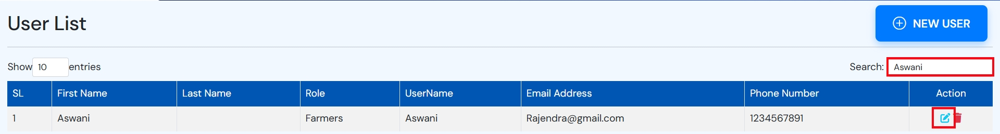 User List
NEW USER
Show 10 entries
Search: Aswani
SL First Name Last Name Role UserName Email Address Phone Number Action
1 Aswani Farmers Aswani Rajendra@gmail.com 1234567891